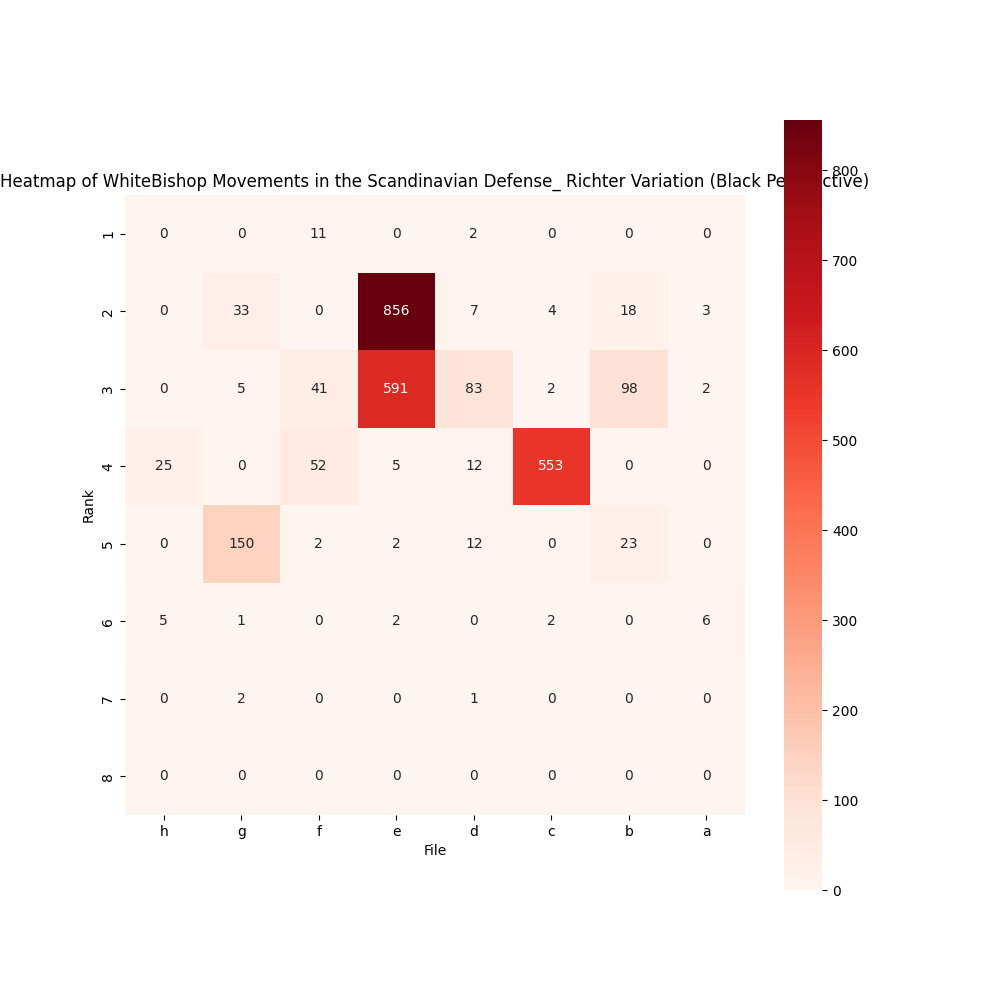 Heatmap of WhiteBishop Movements in the Scandinavian Defense_ Richter Variation (Black Perspective)
800
700
600
500
400
300
200
100
0
Rank
1 0 0 11 0 2 0 0 0
2 0 33 0 856 7 4 18 3
3 0 5 41 591 83 2 98 2
4 25 0 52 5 12 553 0 0
5 0 150 2 2 12 0 23 0
6 5 1 0 2 0 2 0 6
7 0 2 0 0 1 0 0 0
8 0 0 0 0 0 0 0 0
h g f e d c b a
File